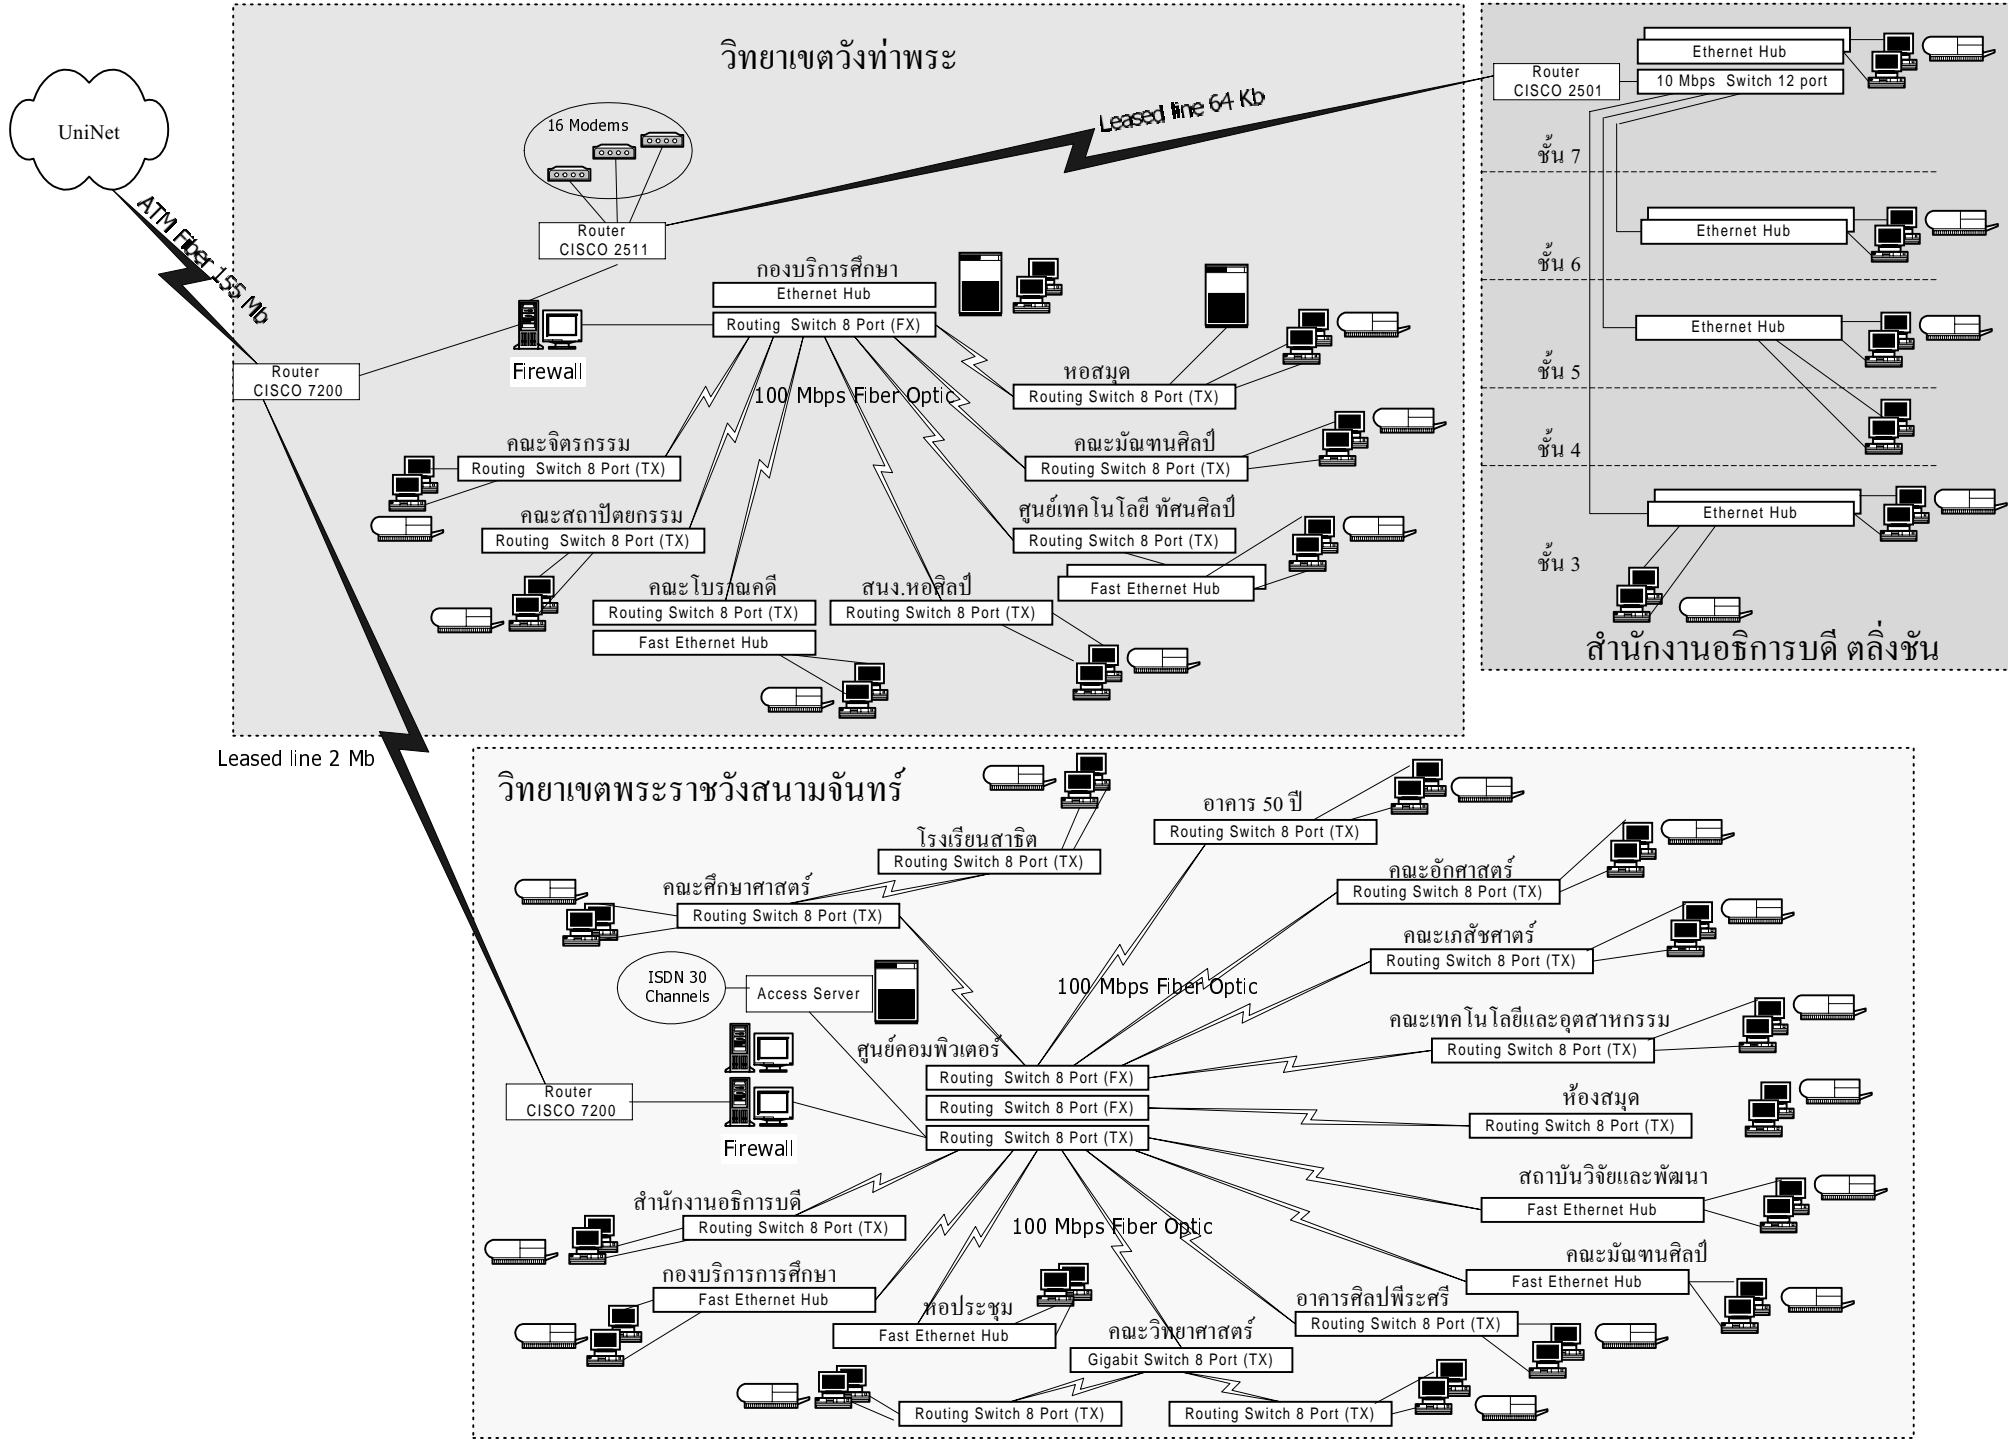 วิทยาเขตวังท่าพระ
UniNet
ATM Fiber 155 Mb
16 Modems
Router
CISCO 2511
Leased line 64 Kb
กองบริการศึกษา
Ethernet Hub
Routing Switch 8 Port (FX)
Firewall
Router
CISCO 7200
100 Mbps Fiber Optic
หอสมุด
Routing Switch 8 Port (TX)
คณะจิตรกรรม
Routing Switch 8 Port (TX)
คณะมัณฑนศิลป์
Routing Switch 8 Port (TX)
คณะสถาปัตยกรรม
Routing Switch 8 Port (TX)
ศูนย์เทคโนโลยี ทัศนศิลป์
Routing Switch 8 Port (TX)
Fast Ethernet Hub
คณะโบราณคดี
Routing Switch 8 Port (TX)
Fast Ethernet Hub
สนง.หอศิลป์
Routing Switch 8 Port (TX)
Router
CISCO 2501
Ethernet Hub
10 Mbps Switch 12 port
ชั้น 7
Ethernet Hub
ชั้น 6
Ethernet Hub
ชั้น 5
ชั้น 4
Ethernet Hub
ชั้น 3
สำนักงานอธิการบดี ตลิ่งชัน
Leased line 2 Mb
วิทยาเขตพระราชวังสนามจันทร์
อาคาร 50 ปี
Routing Switch 8 Port (TX)
โรงเรียนสาธิต
Routing Switch 8 Port (TX)
คณะศึกษาศาสตร์
Routing Switch 8 Port (TX)
คณะอักศาสตร์
Routing Switch 8 Port (TX)
คณะเภสัชศาตร์
Routing Switch 8 Port (TX)
ISDN 30
Channels
Access Server
100 Mbps Fiber Optic
คณะเทคโนโลยีและอุตสาหกรรม
Routing Switch 8 Port (TX)
ศูนย์คอมพิวเตอร์
Routing Switch 8 Port (FX)
Routing Switch 8 Port (FX)
Routing Switch 8 Port (TX)
Router
CISCO 7200
Firewall
ห้องสมุด
Routing Switch 8 Port (TX)
สถาบันวิจัยและพัฒนา
Fast Ethernet Hub
สำนักงานอธิการบดี
Routing Switch 8 Port (TX)
100 Mbps Fiber Optic
คณะมัณฑนศิลป์
Fast Ethernet Hub
กองบริการการศึกษา
Fast Ethernet Hub
หอประชุม
Fast Ethernet Hub
อาคารศิลปพีระศรี
Routing Switch 8 Port (TX)
คณะวิทยาศาสตร์
Gigabit Switch 8 Port (TX)
Routing Switch 8 Port (TX)
Routing Switch 8 Port (TX)